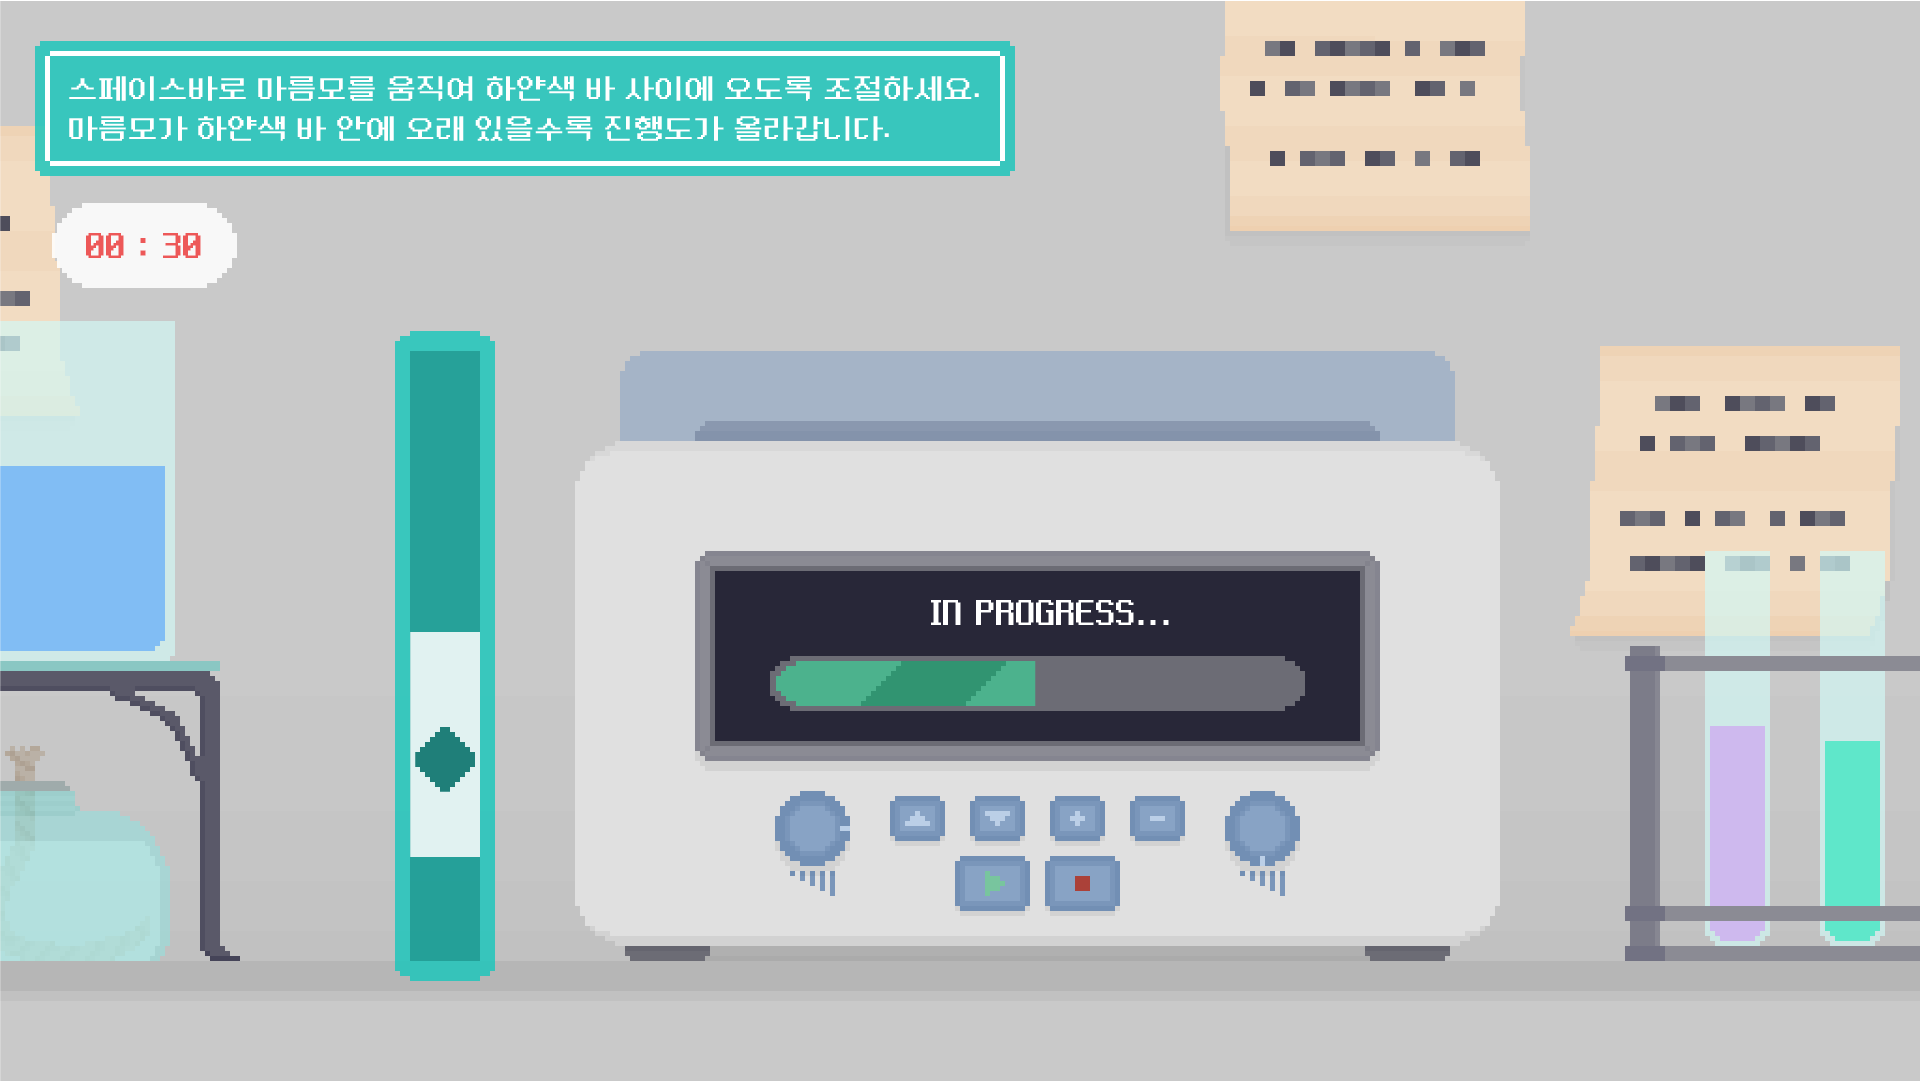 스페이스바로 마름모를 움직여 하얀색 바 사이에 오도록 조절하세요.
마름모가 하얀색 바 안에 오래 있을수록 진행도가 올라갑니다.
00 : 30
IN PROGRESS...